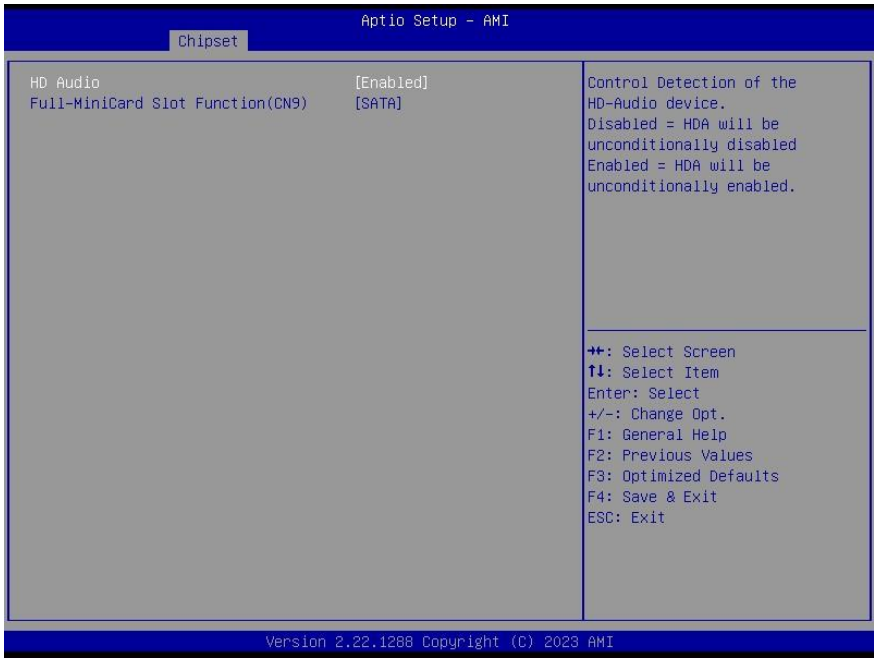 Aptio Setup – AMI
Chipset
HD Audio [Enabled]
Full-MiniCard Slot Function(CN9) [SATA]
Control Detection of the
HD-Audio device.
Disabled = HDA will be
unconditionally disabled
Enabled = HDA will be
unconditionally enabled.
→←: Select Screen
↑↓: Select Item
Enter: Select
+/-: Change Opt.
F1: General Help
F2: Previous Values
F3: Optimized Defaults
F4: Save & Exit
ESC: Exit
Version 2.22.1288 Copyright (C) 2023 AMI